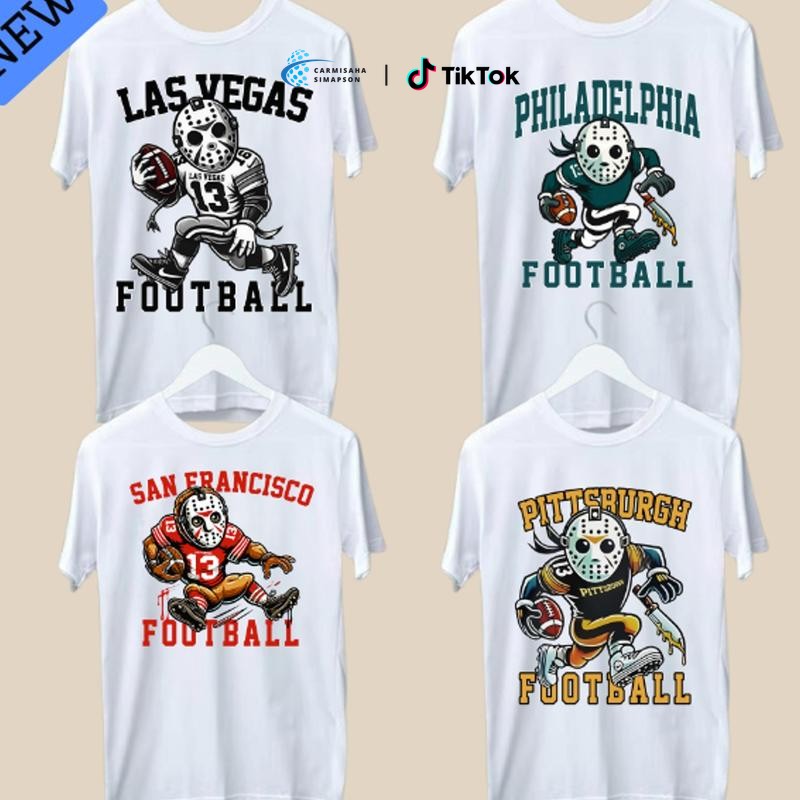 NEW
CARMISAHA
SIMAPSON
|
TikTok
LAS VEGAS
LAS VEGAS
13
FOOTBALL
PHILADELPHIA
FOOTBALL
SAN FRANCISCO
13
13
13
FOOTBALL
PITTSBURGH
PITTSBURGH
FOOTBALL